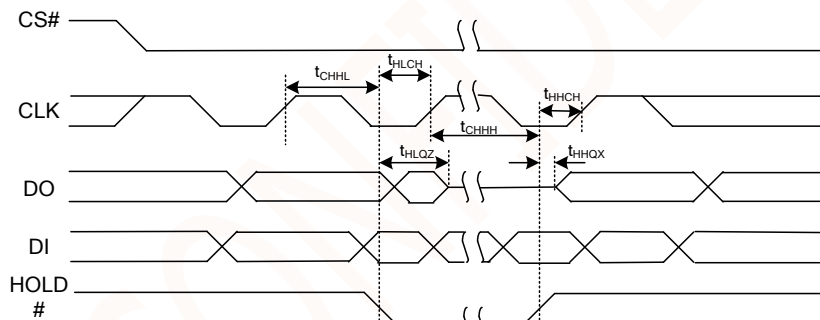 CS#
tHLCH
tCHHL
tHHCH
CLK
tCHHH
tHLQZ
tHHQX
DO
DI
HOLD
#